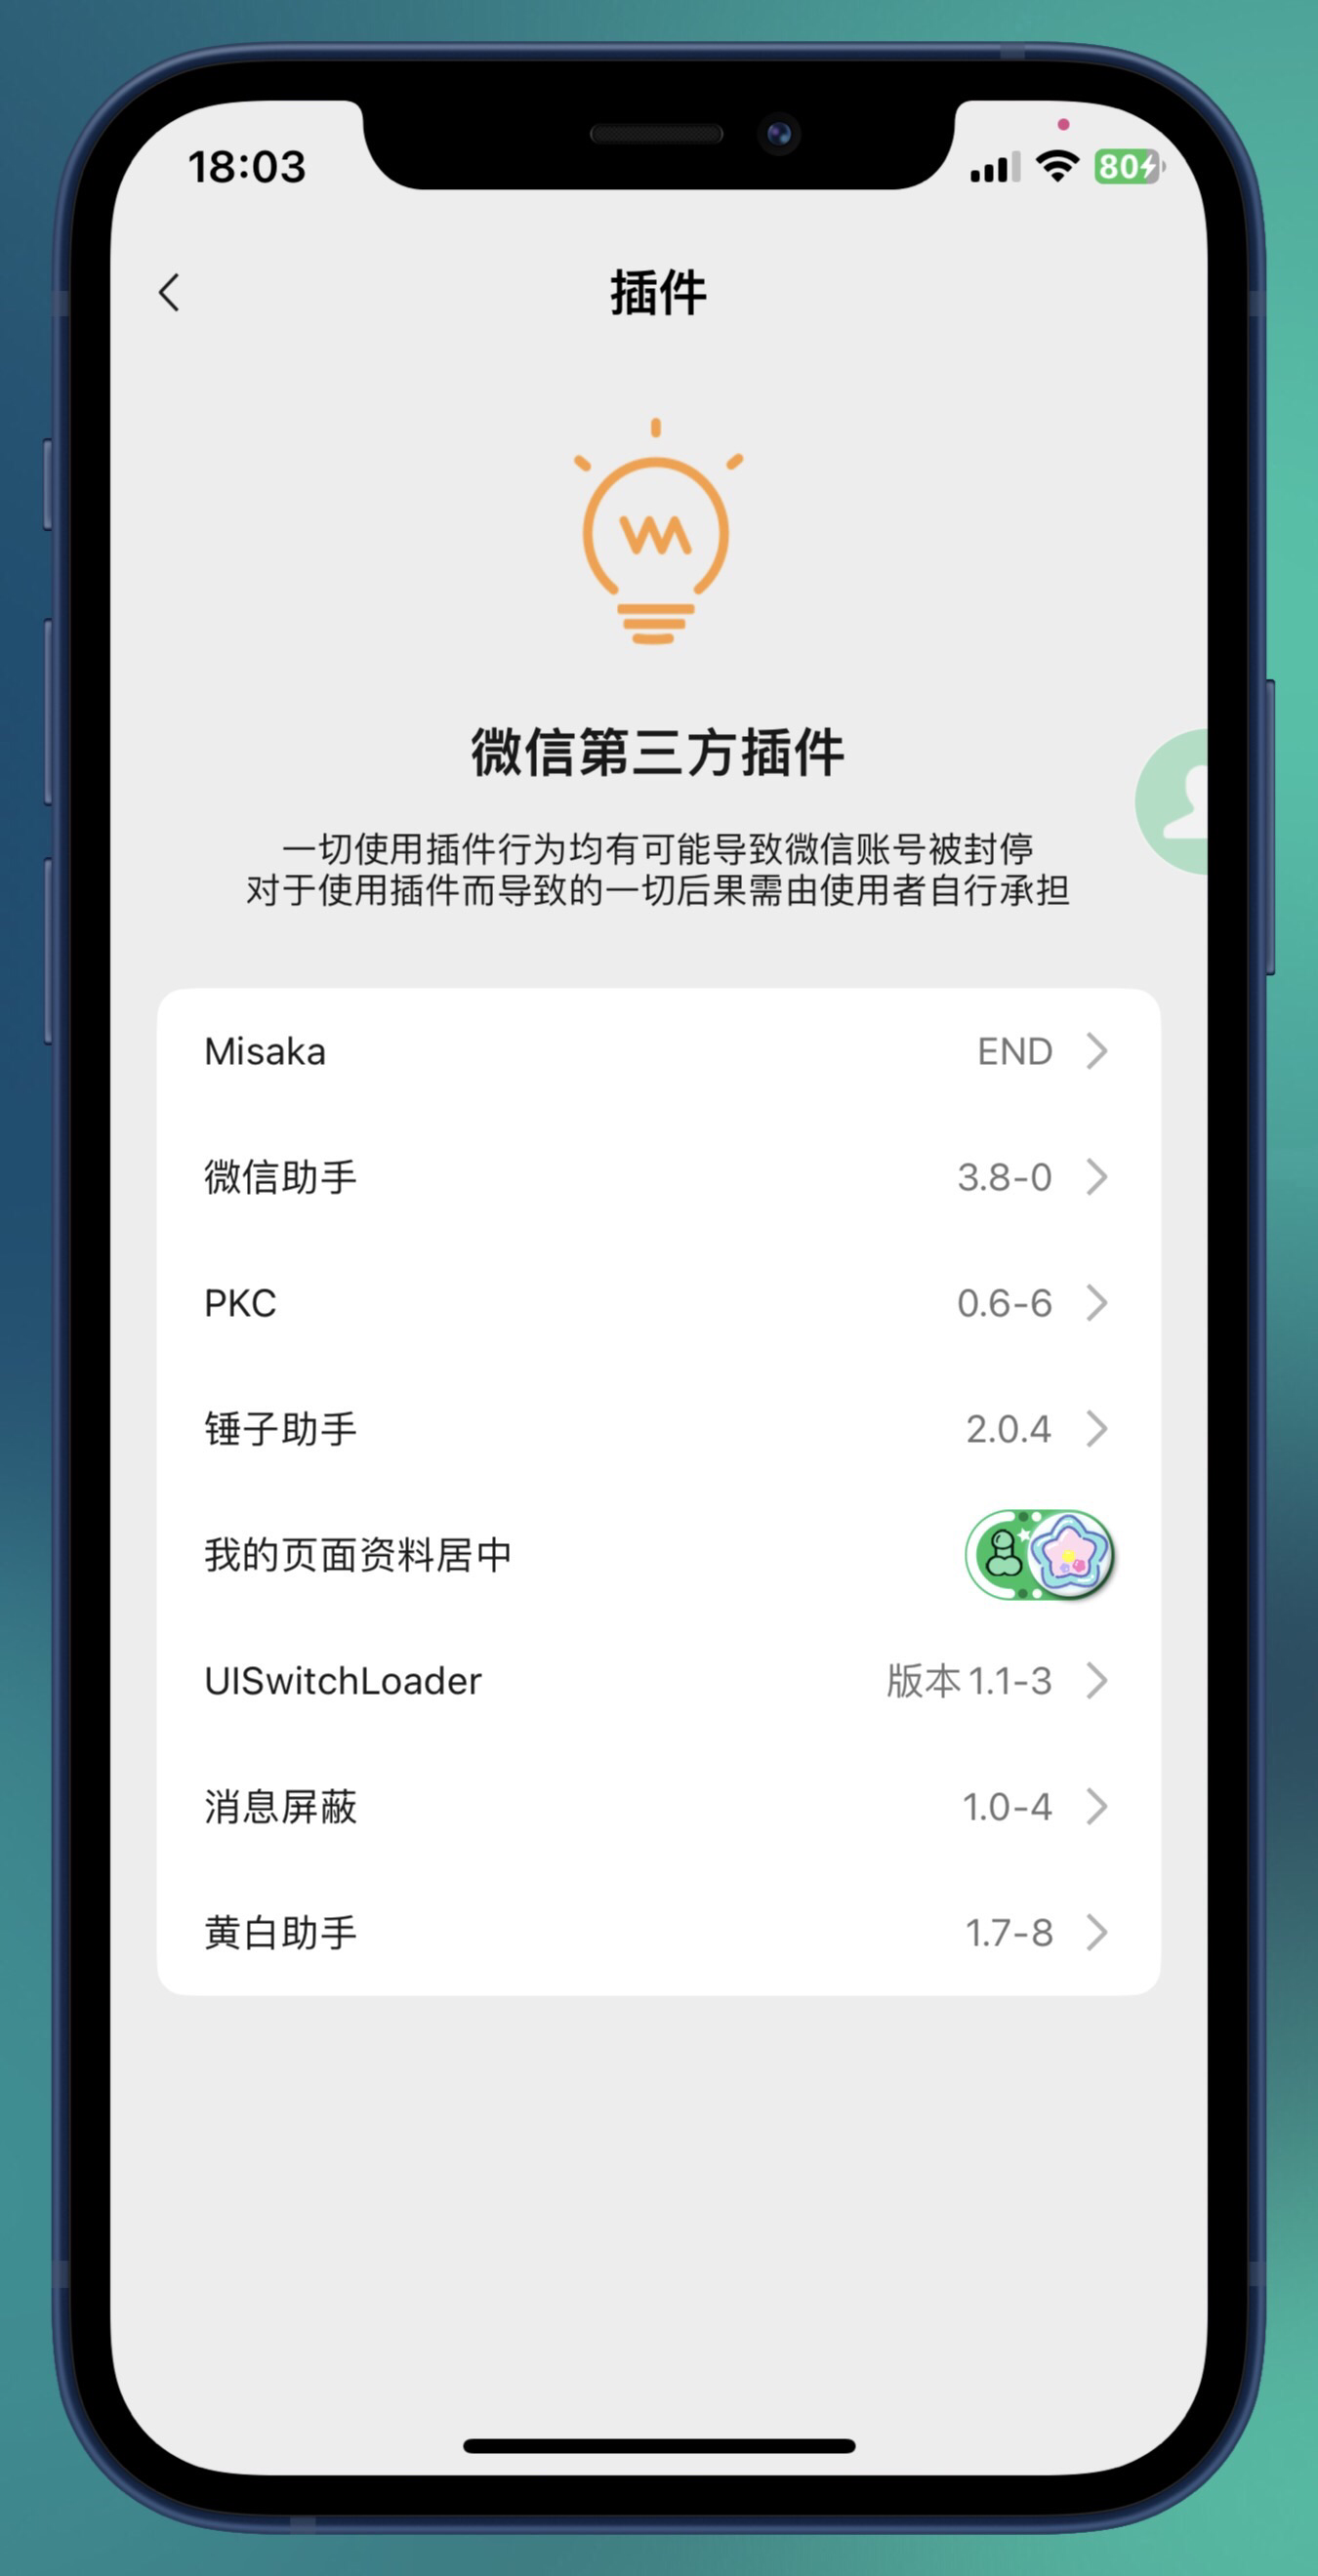 18:03
80
插件
微信第三方插件
一切使用插件行为均有可能导致微信账号被封停
对于使用插件而导致的一切后果需由使用者自行承担
Misaka END
微信助手 3.8-0
PKC 0.6-6
锤子助手 2.0.4
我的页面资料居中
UISwitchLoader 版本 1.1-3
消息屏蔽 1.0-4
黄白助手 1.7-8